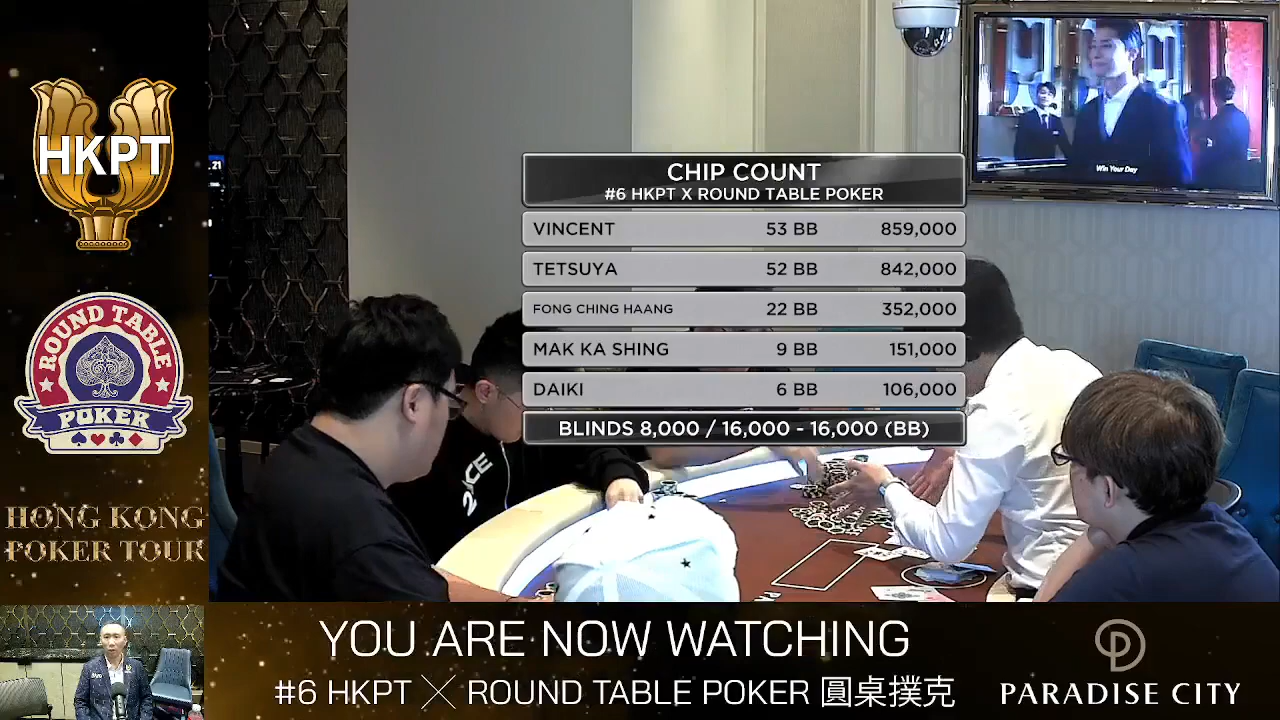 HKPT
ROUND TABLE
POKER
HONG KONG
POKER TOUR
.21
Win Your Day
CHIP COUNT
#6 HKPT X ROUND TABLE POKER
VINCENT 53 BB 859,000
TETSUYA 52 BB 842,000
FONG CHING HAANG 22 BB 352,000
MAK KA SHING 9 BB 151,000
DAIKI 6 BB 106,000
BLINDS 8,000 / 16,000 - 16,000 (BB)
YOU ARE NOW WATCHING
#6 HKPT X ROUND TABLE POKER 圓桌撲克
PARADISE CITY